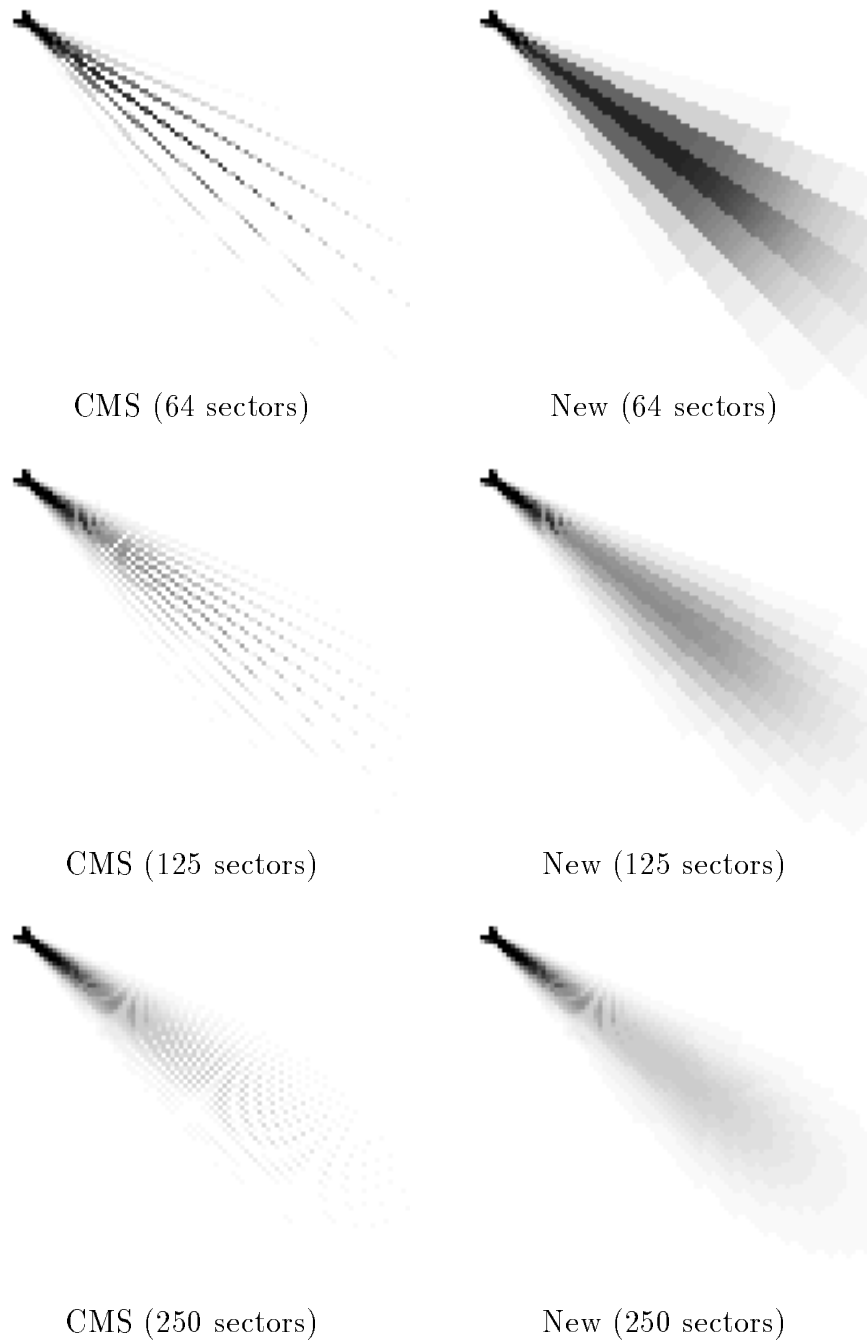 CMS (64 sectors)
New (64 sectors)
CMS (125 sectors)
New (125 sectors)
CMS (250 sectors)
New (250 sectors)